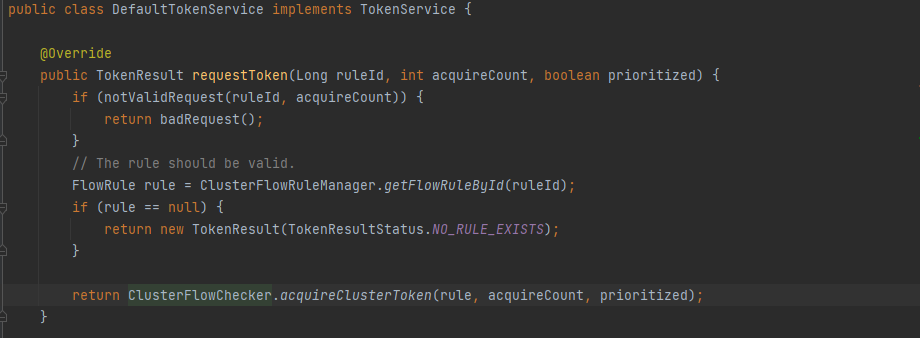 public class DefaultTokenService implements TokenService {
@Override
public TokenResult requestToken(Long ruleId, int acquireCount, boolean prioritized) {
if (notValidRequest(ruleId, acquireCount)) {
return badRequest();
}
// The rule should be valid.
FlowRule rule = ClusterFlowRuleManager.getFlowRuleById(ruleId);
if (rule == null) {
return new TokenResult(TokenResultStatus.NO_RULE_EXISTS);
}
return ClusterFlowChecker.acquireClusterToken(rule, acquireCount, prioritized);
}